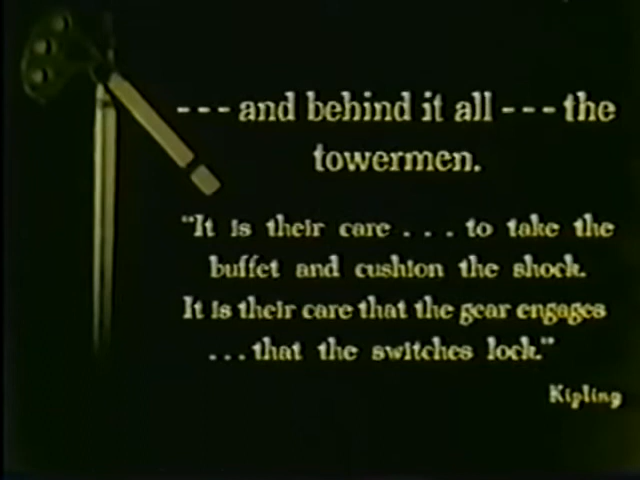 --- and behind it all --- the
towermen.
"It is their care . . . to take the
buffet and cushion the shock.
It is their care that the gear engages
. . . that the switches lock."
Kipling